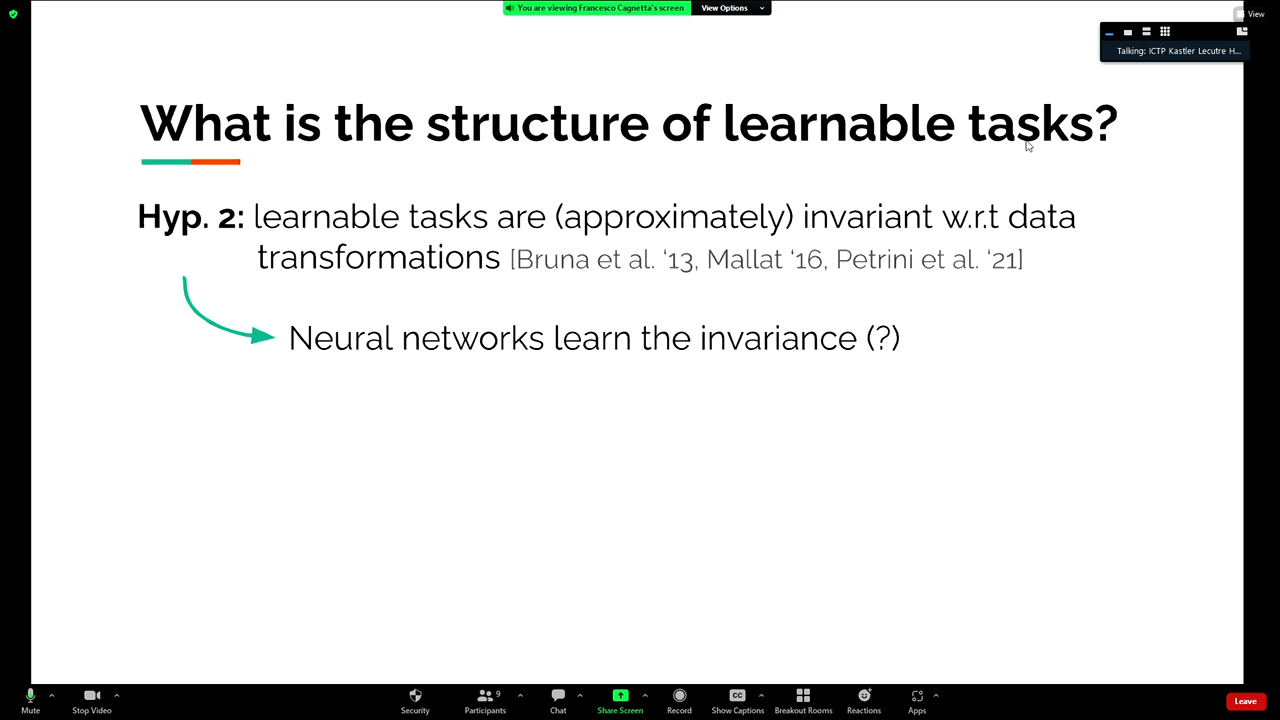 You are viewing Francesco Cagnetta's screen
View Options
View
Talking: ICTP Kastler Lecutre H...
What is the structure of learnable tasks?
Hyp. 2: learnable tasks are (approximately) invariant w.r.t data
transformations [Bruna et al. ‘13, Mallat ‘16, Petrini et al. ‘21]
Neural networks learn the invariance (?)
Mute
Stop Video
Security
Participants 9
Chat
Share Screen
Record
CC Show Captions
Breakout Rooms
Reactions
Apps
Leave